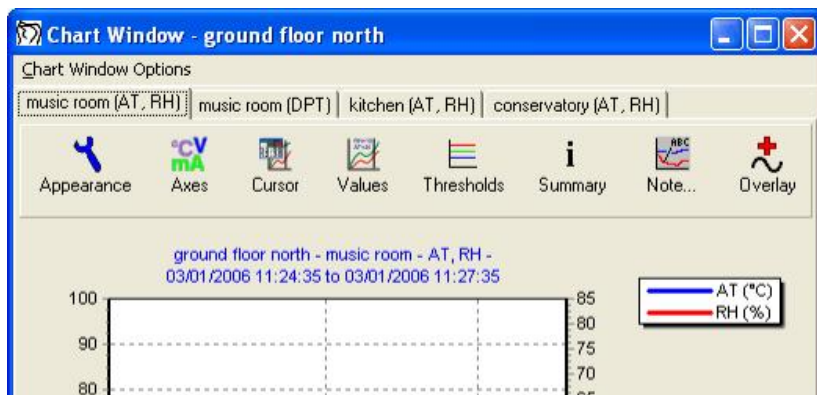 Chart Window - ground floor north
Chart Window Options
music room (AT, RH) music room (DPT) kitchen (AT, RH) conservatory (AT, RH)
°CV
mA
ABC
Appearance Axes Cursor Values Thresholds Summary Note... Overlay
ground floor north - music room - AT, RH -
03/01/2006 11:24:35 to 03/01/2006 11:27:35
100 85
AT (°C)
RH (%)
80
90 75
70
80